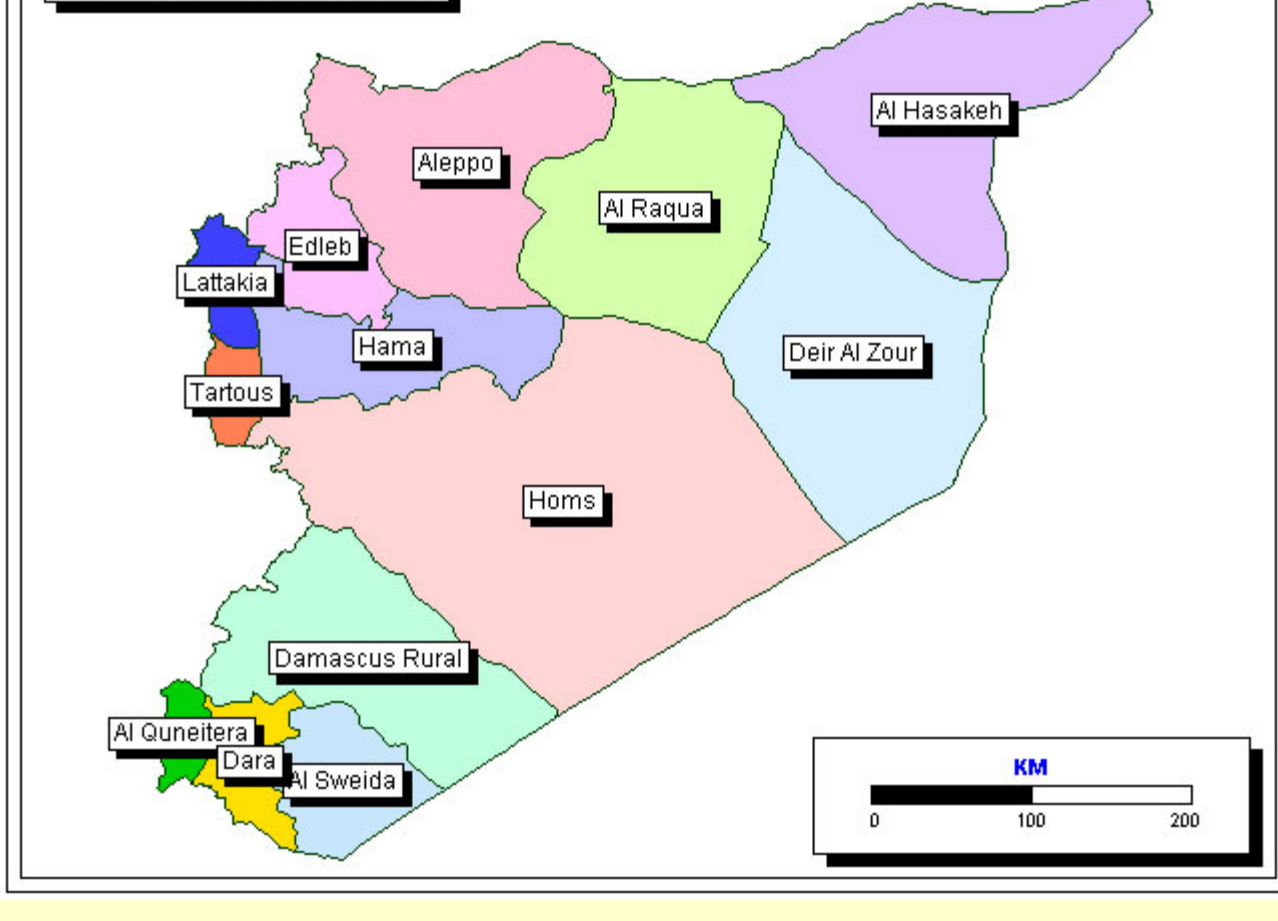 Al Hasakeh
Aleppo
Al Raqua
Edleb
Lattakia
Hama
Deir Al Zour
Tartous
Homs
Damascus Rural
Al Quneitera
Dara
Al Sweida
KM
0 100 200